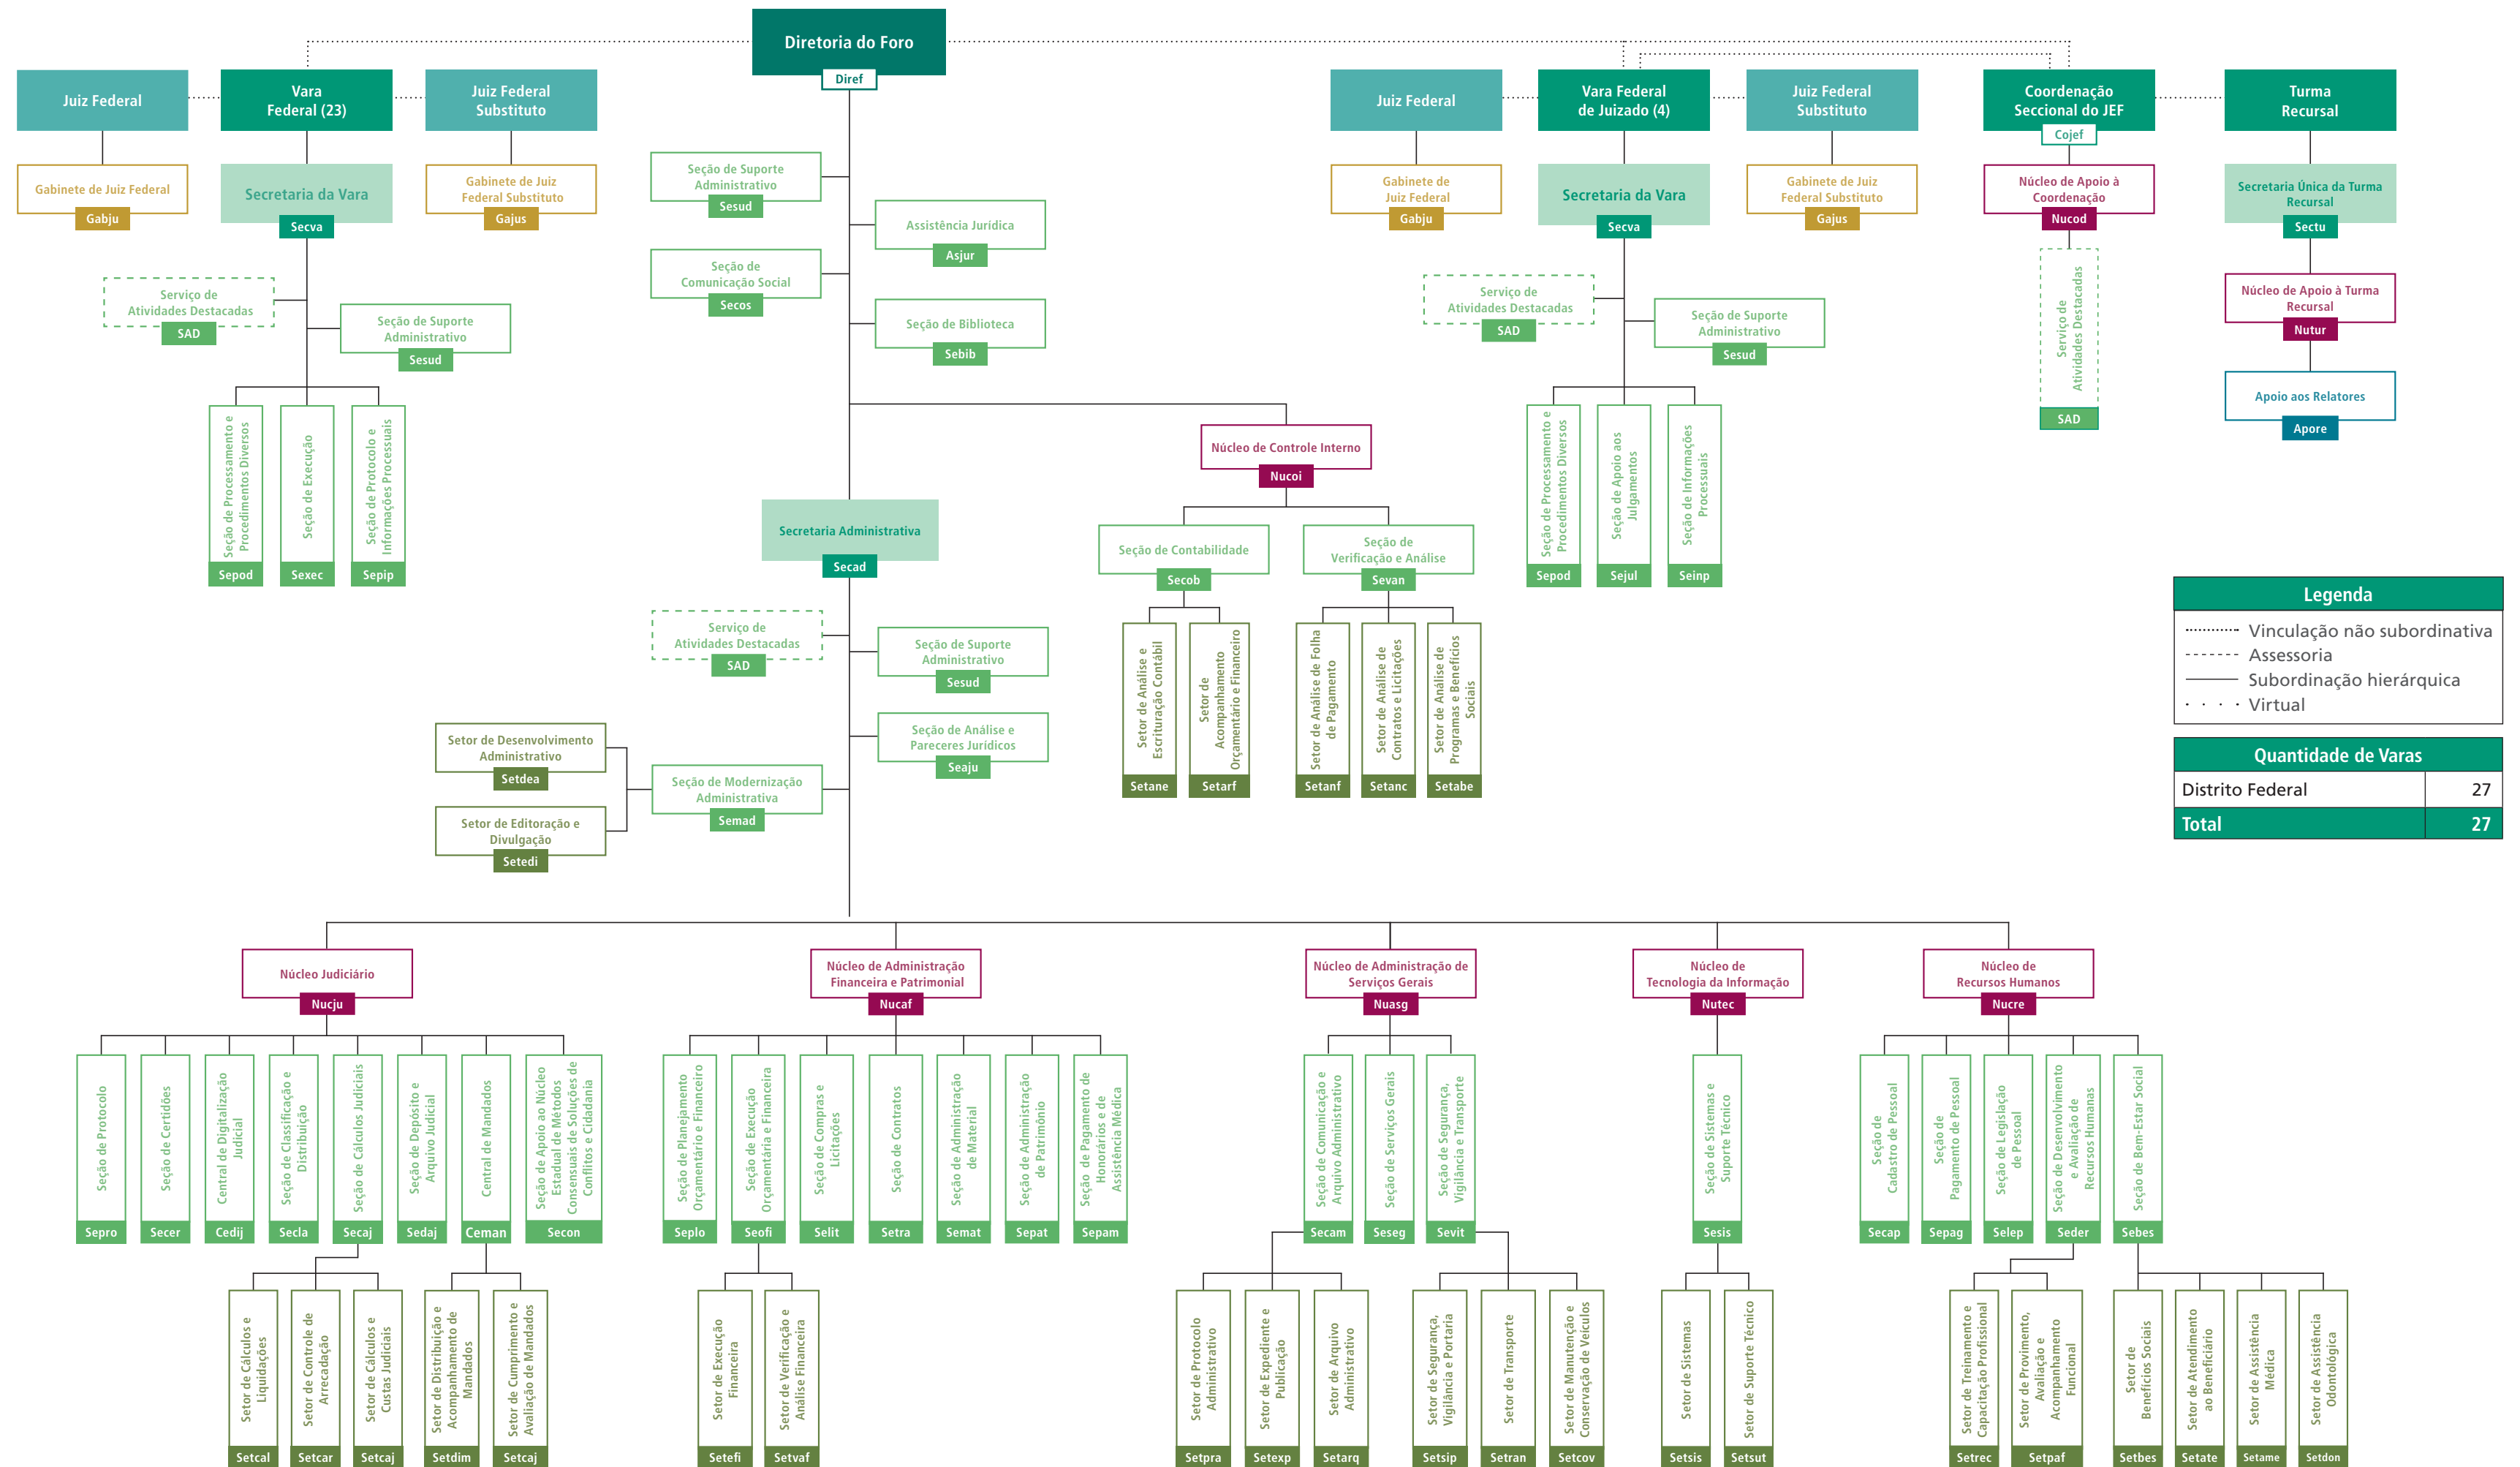 Diretoria do Foro
Diref
Juiz Federal
Vara
Federal (23)
Juiz Federal
Substituto
Gabinete de Juiz Federal
Gabju
Secretaria da Vara
Secva
Gabinete de Juiz
Federal Substituto
Gajus
Serviço de
Atividades Destacadas
SAD
Seção de Suporte
Administrativo
Sesud
Seção de Processamento e
Procedimentos Diversos
Sepod
Seção de Execução
Sexec
Seção de Protocolo e
Informações Processuais
Sepip
Seção de Suporte
Administrativo
Sesud
Assistência Jurídica
Asjur
Seção de
Comunicação Social
Secos
Seção de Biblioteca
Sebib
Juiz Federal
Vara Federal
de Juizado (4)
Juiz Federal
Substituto
Gabinete de
Juiz Federal
Gabju
Secretaria da Vara
Secva
Gabinete de Juiz
Federal Substituto
Gajus
Serviço de
Atividades Destacadas
SAD
Seção de Suporte
Administrativo
Sesud
Seção de Processamento e
Procedimentos Diversos
Sepod
Seção de Apoio aos
Julgamentos
Sejul
Seção de Informações
Processuais
Seinp
Coordenação
Seccional do JEF
Cojef
Núcleo de Apoio à
Coordenação
Nucod
Serviço de
Atividades Destacadas
SAD
Turma
Recursal
Secretaria Única da Turma
Recursal
Sectu
Núcleo de Apoio à Turma
Recursal
Nutur
Apoio aos Relatores
Apore
Núcleo de Controle Interno
Nucoi
Seção de Contabilidade
Secob
Seção de
Verificação e Análise
Sevan
Setor de Análise e
Escrituração Contábil
Setane
Setor de
Acompanhamento
Orçamentário e Financeiro
Setarf
Setor de Análise de Folha
de Pagamento
Setanf
Setor de Análise de
Contratos e Licitações
Setanc
Setor de Análise de
Programas e Benefícios
Sociais
Setabe
Secretaria Administrativa
Secad
Serviço de
Atividades Destacadas
SAD
Seção de Suporte
Administrativo
Sesud
Seção de Análise e
Pareceres Jurídicos
Seaju
Seção de Modernização
Administrativa
Semad
Setor de Desenvolvimento
Administrativo
Setdea
Setor de Editoração e
Divulgação
Setedi
Legenda
Vinculação não subordinativa
Assessoria
Subordinação hierárquica
Virtual
Quantidade de Varas
Distrito Federal 27
Total 27
Núcleo Judiciário
Nucju
Seção de Protocolo
Sepro
Seção de Certidões
Secer
Central de Digitalização
Judicial
Cedij
Seção de Classificação e
Distribuição
Secla
Seção de Cálculos Judiciais
Secaj
Seção de Depósito e
Arquivo Judicial
Sedaj
Central de Mandados
Ceman
Seção de Apoio ao Núcleo
Estadual de Métodos
Consensuais de Soluções de
Conflitos e Cidadania
Secon
Setor de Cálculos e
Liquidações
Setcal
Setor de Controle de
Arrecadação
Setcar
Setor de Cálculos e
Custas Judiciais
Setcaj
Setor de Distribuição e
Acompanhamento de
Mandados
Setdim
Setor de Cumprimento e
Avaliação de Mandados
Setcaj
Núcleo de Administração
Financeira e Patrimonial
Nucaf
Seção de Planejamento
Orçamentário e Financeiro
Seplo
Seção de Execução
Orçamentária e Financeira
Seofi
Seção de Compras e
Licitações
Selit
Seção de Contratos
Setra
Seção de Administração
de Material
Semat
Seção de Administração
de Patrimônio
Sepat
Seção de Pagamento de
Honorários e de
Assistência Médica
Sepam
Setor de Execução
Financeira
Setefi
Setor de Verificação e
Análise Financeira
Setvaf
Núcleo de Administração de
Serviços Gerais
Nuasg
Seção de Comunicação e
Arquivo Administrativo
Secam
Seção de Serviços Gerais
Seseg
Seção de Segurança,
Vigilância e Transporte
Sevit
Setor de Protocolo
Administrativo
Setpra
Setor de Expediente e
Publicação
Setexp
Setor de Arquivo
Administrativo
Setarq
Setor de Segurança,
Vigilância e Portaria
Setsip
Setor de Transporte
Setran
Setor de Manutenção e
Conservação de Veículos
Setcov
Núcleo de
Tecnologia da Informação
Nutec
Seção de Sistemas e
Suporte Técnico
Sesis
Setor de Sistemas
Setsis
Setor de Suporte Técnico
Setsut
Núcleo de
Recursos Humanos
Nucre
Seção de
Cadastro de Pessoal
Secap
Seção de
Pagamento de Pessoal
Sepag
Seção de Legislação
de Pessoal
Selep
Seção de Desenvolvimento
e Avaliação de
Recursos Humanas
Seder
Seção de Bem-Estar Social
Sebes
Setor de Treinamento e
Capacitação Profissional
Setrec
Setor de Provimento,
Avaliação e
Acompanhamento
Funcional
Setpaf
Setor de
Benefícios Sociais
Setbes
Setor de Atendimento
ao Beneficiário
Setate
Setor de Assistência
Médica
Setame
Setor de Assistência
Odontológica
Setdon